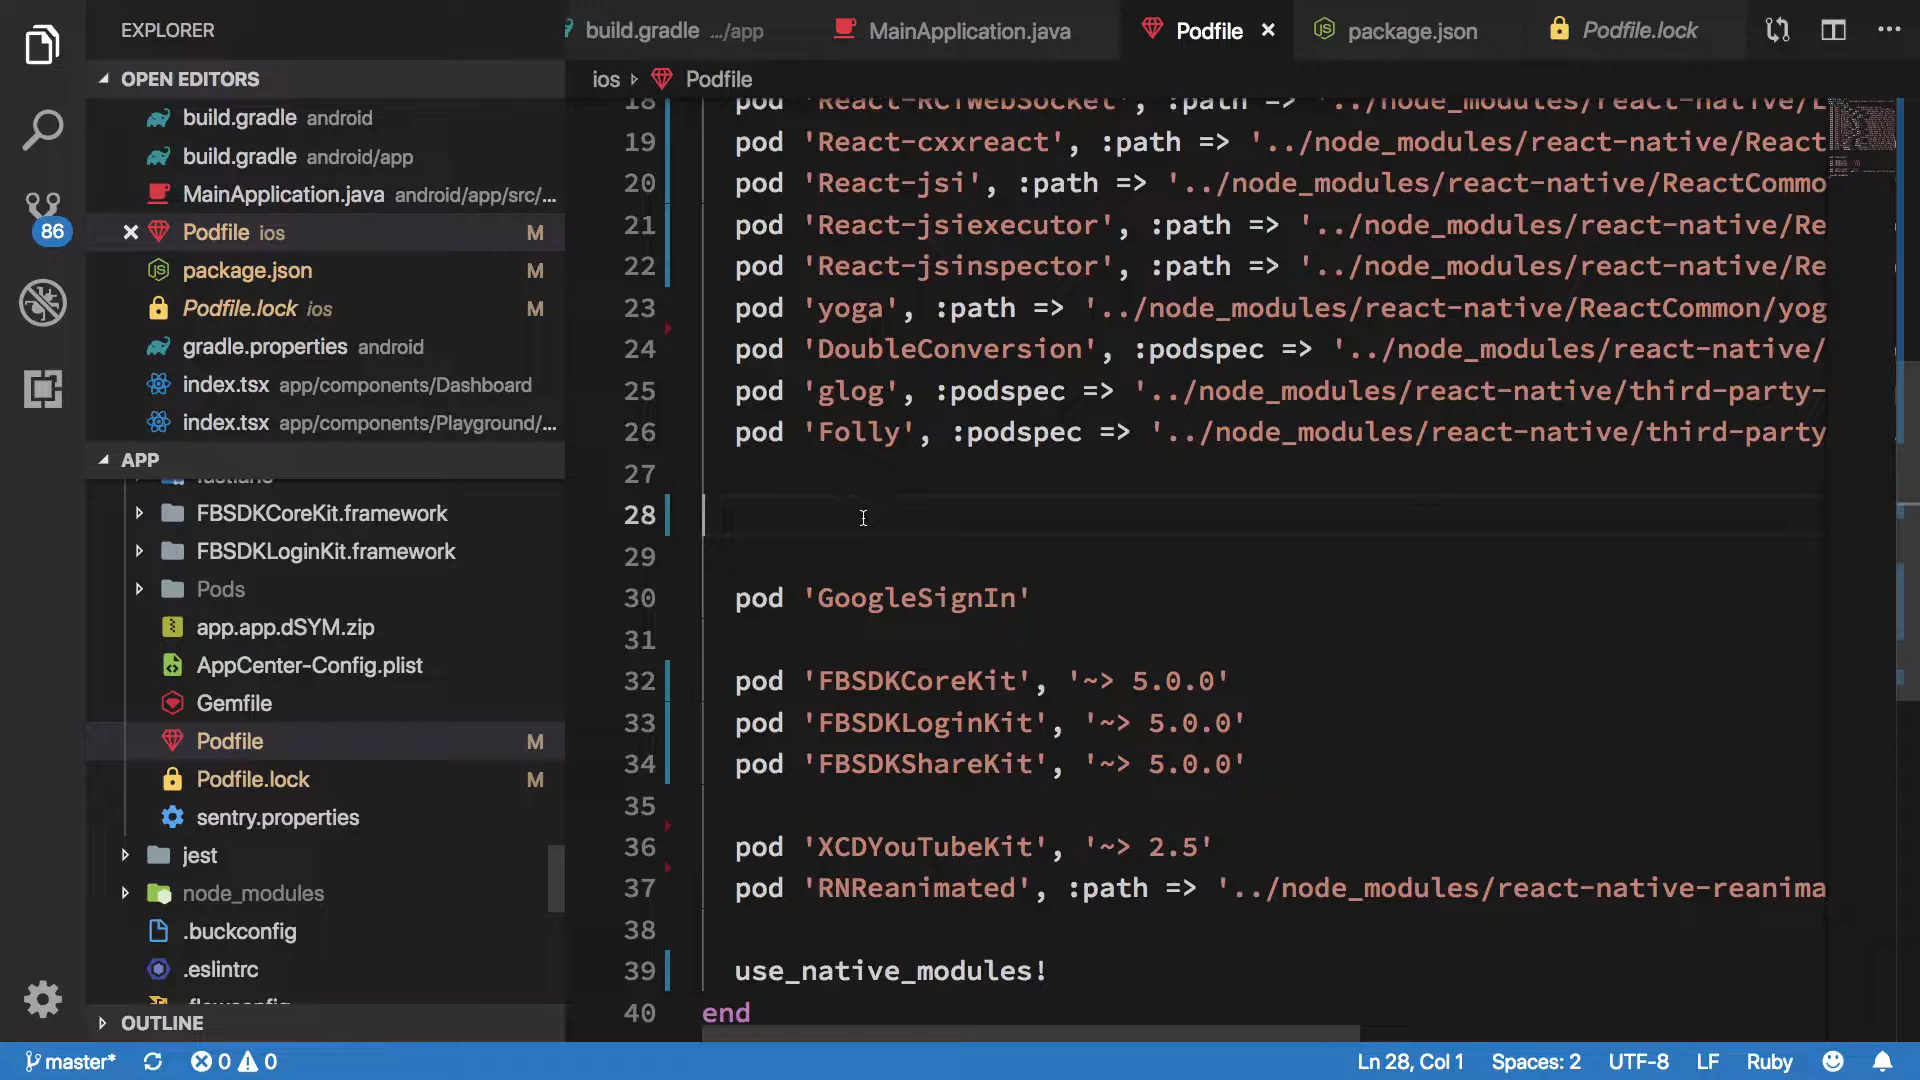 EXPLORER
build.gradle .../app
MainApplication.java
Podfile
package.json
Podfile.lock
OPEN EDITORS
build.gradle android
build.gradle android/app
MainApplication.java android/app/src/...
Podfile ios M
package.json M
Podfile.lock ios M
gradle.properties android
index.tsx app/components/Dashboard
index.tsx app/components/Playground/...
86
APP
fastlane
FBSDKCoreKit.framework
FBSDKLoginKit.framework
Pods
app.app.dSYM.zip
AppCenter-Config.plist
Gemfile
Podfile M
Podfile.lock M
sentry.properties
jest
node_modules
.buckconfig
.eslintrc
.flowconfig
OUTLINE
ios Podfile
18 pod 'React-RCTWebSocket', :path => '../node_modules/react-native/L
19 pod 'React-cxxreact', :path => '../node_modules/react-native/React
20 pod 'React-jsi', :path => '../node_modules/react-native/ReactCommo
21 pod 'React-jsiexecutor', :path => '../node_modules/react-native/Re
22 pod 'React-jsinspector', :path => '../node_modules/react-native/Re
23 pod 'yoga', :path => '../node_modules/react-native/ReactCommon/yog
24 pod 'DoubleConversion', :podspec => '../node_modules/react-native/
25 pod 'glog', :podspec => '../node_modules/react-native/third-party-
26 pod 'Folly', :podspec => '../node_modules/react-native/third-party
27
28
29
30 pod 'GoogleSignIn'
31
32 pod 'FBSDKCoreKit', '~> 5.0.0'
33 pod 'FBSDKLoginKit', '~> 5.0.0'
34 pod 'FBSDKShareKit', '~> 5.0.0'
35
36 pod 'XCDYouTubeKit', '~> 2.5'
37 pod 'RNReanimated', :path => '../node_modules/react-native-reanima
38
39 use_native_modules!
40 end
master* 0 0 Ln 28, Col 1 Spaces: 2 UTF-8 LF Ruby